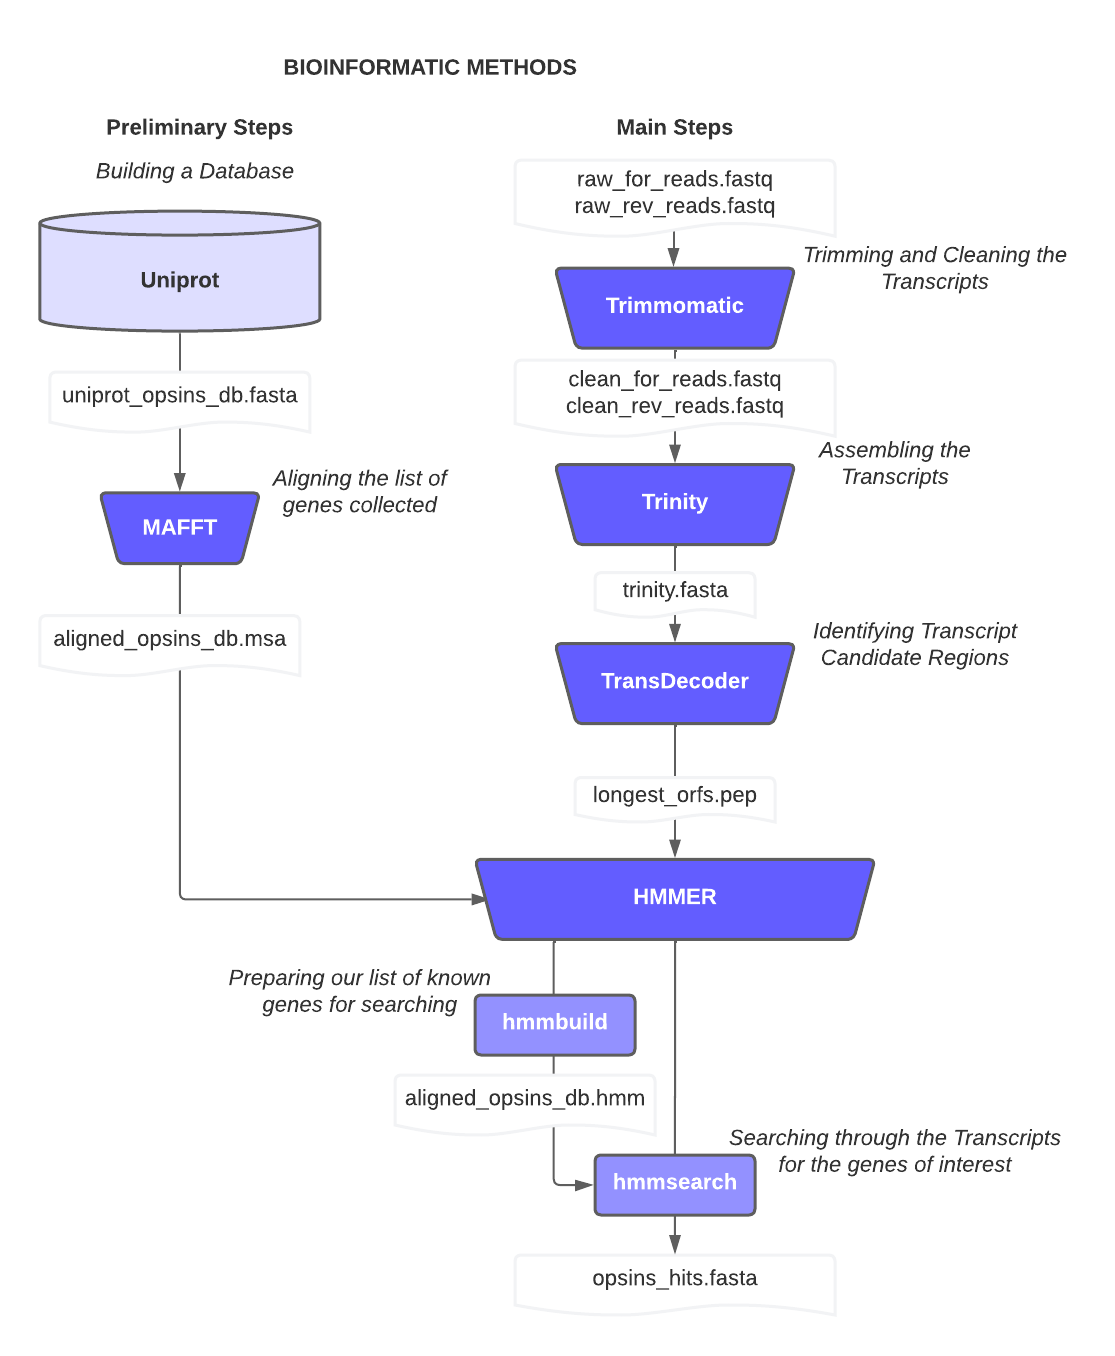 BIOINFORMATIC METHODS
Preliminary Steps
Building a Database
Uniprot
uniprot_opsins_db.fasta
Aligning the list of
genes collected
MAFFT
aligned_opsins_db.msa
Main Steps
raw_for_reads.fastq
raw_rev_reads.fastq
Trimming and Cleaning the
Transcripts
Trimmomatic
clean_for_reads.fastq
clean_rev_reads.fastq
Assembling the
Transcripts
Trinity
trinity.fasta
Identifying Transcript
Candidate Regions
TransDecoder
longest_orfs.pep
HMMER
Preparing our list of known
genes for searching
hmmbuild
aligned_opsins_db.hmm
Searching through the Transcripts
for the genes of interest
hmmsearch
opsins_hits.fasta